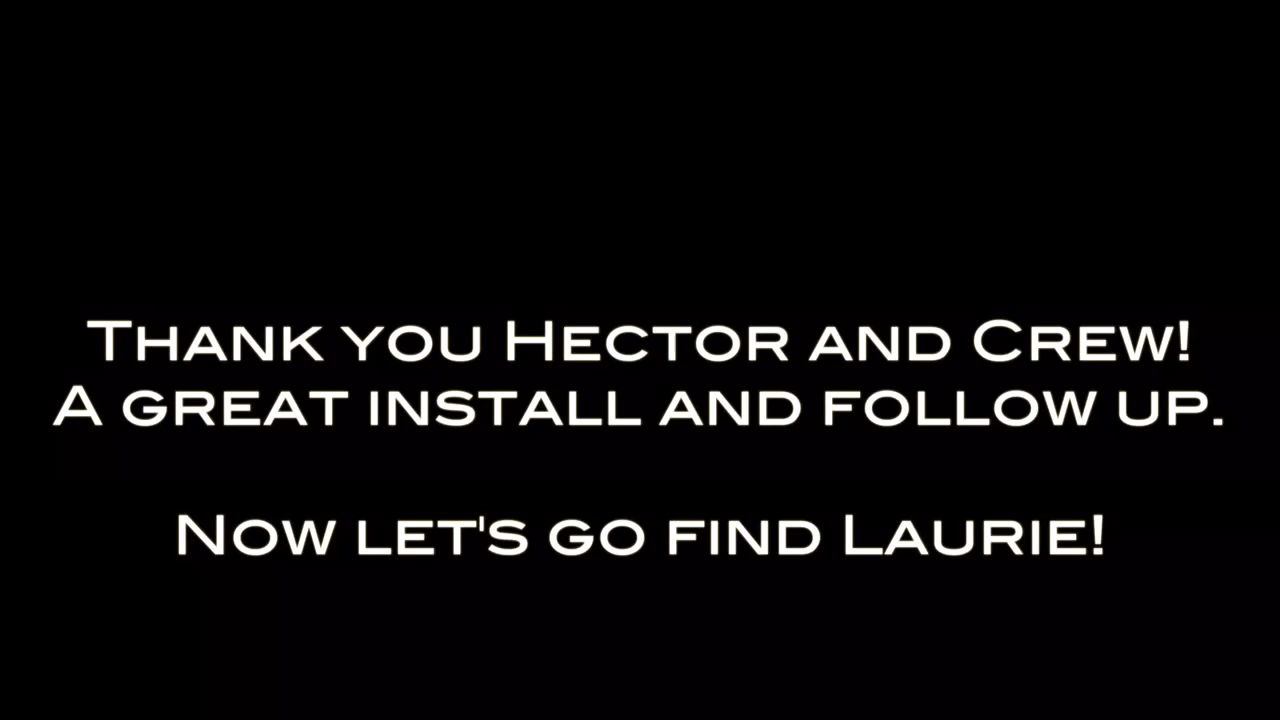 Thank you Hector and Crew!
A great install and follow up.
Now let's go find Laurie!